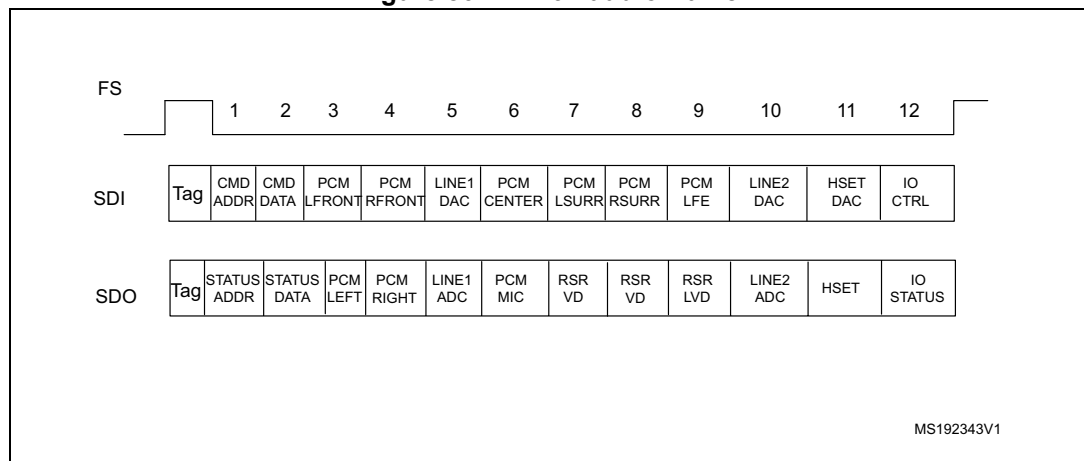 FS
1 2 3 4 5 6 7 8 9 10 11 12
SDI
Tag CMD CMD PCM PCM LINE1 PCM PCM PCM PCM LINE2 HSET IO
ADDR DATA LFRONT RFRONT DAC CENTER LSURR RSURR LFE DAC DAC CTRL
SDO
Tag STATUS STATUS PCM PCM LINE1 PCM RSR RSR RSR LINE2 HSET IO
ADDR DATA LEFT RIGHT ADC MIC VD VD LVD ADC STATUS
MS192343V1